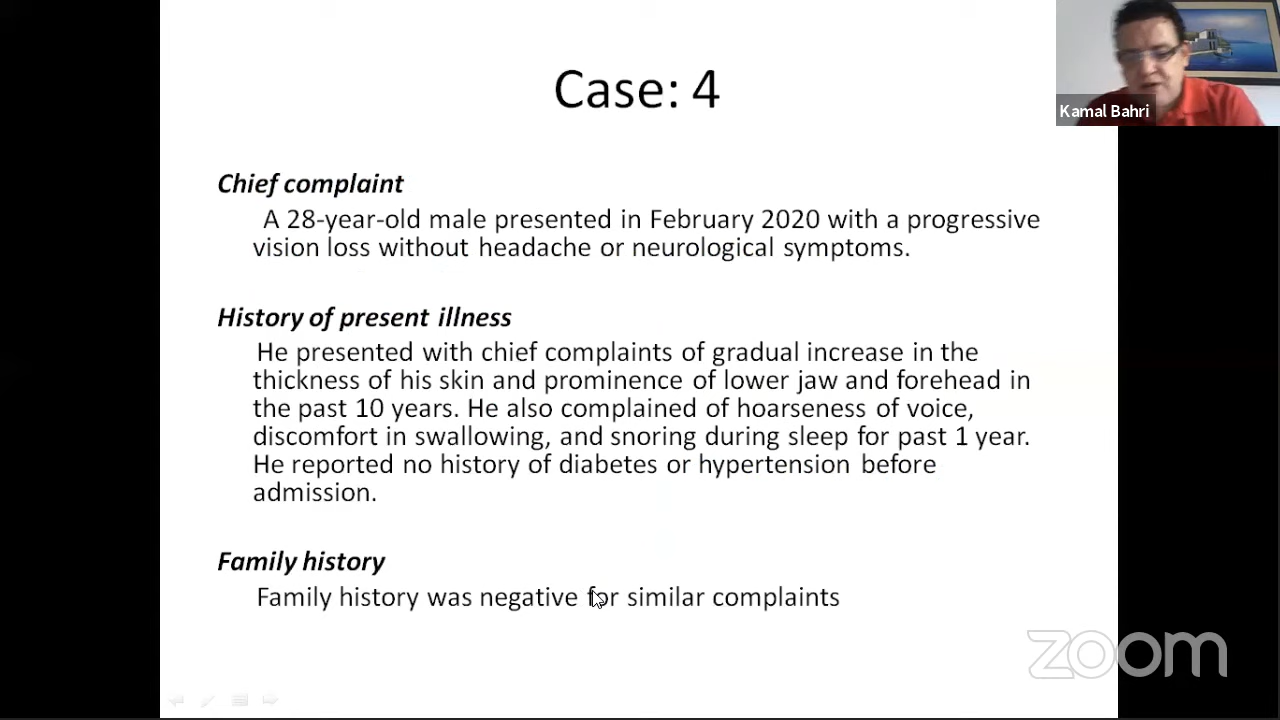 Case: 4
Kamal Bahri
Chief complaint
A 28-year-old male presented in February 2020 with a progressive
vision loss without headache or neurological symptoms.
History of present illness
He presented with chief complaints of gradual increase in the
thickness of his skin and prominence of lower jaw and forehead in
the past 10 years. He also complained of hoarseness of voice,
discomfort in swallowing, and snoring during sleep for past 1 year.
He reported no history of diabetes or hypertension before
admission.
Family history
Family history was negative for similar complaints
zoom